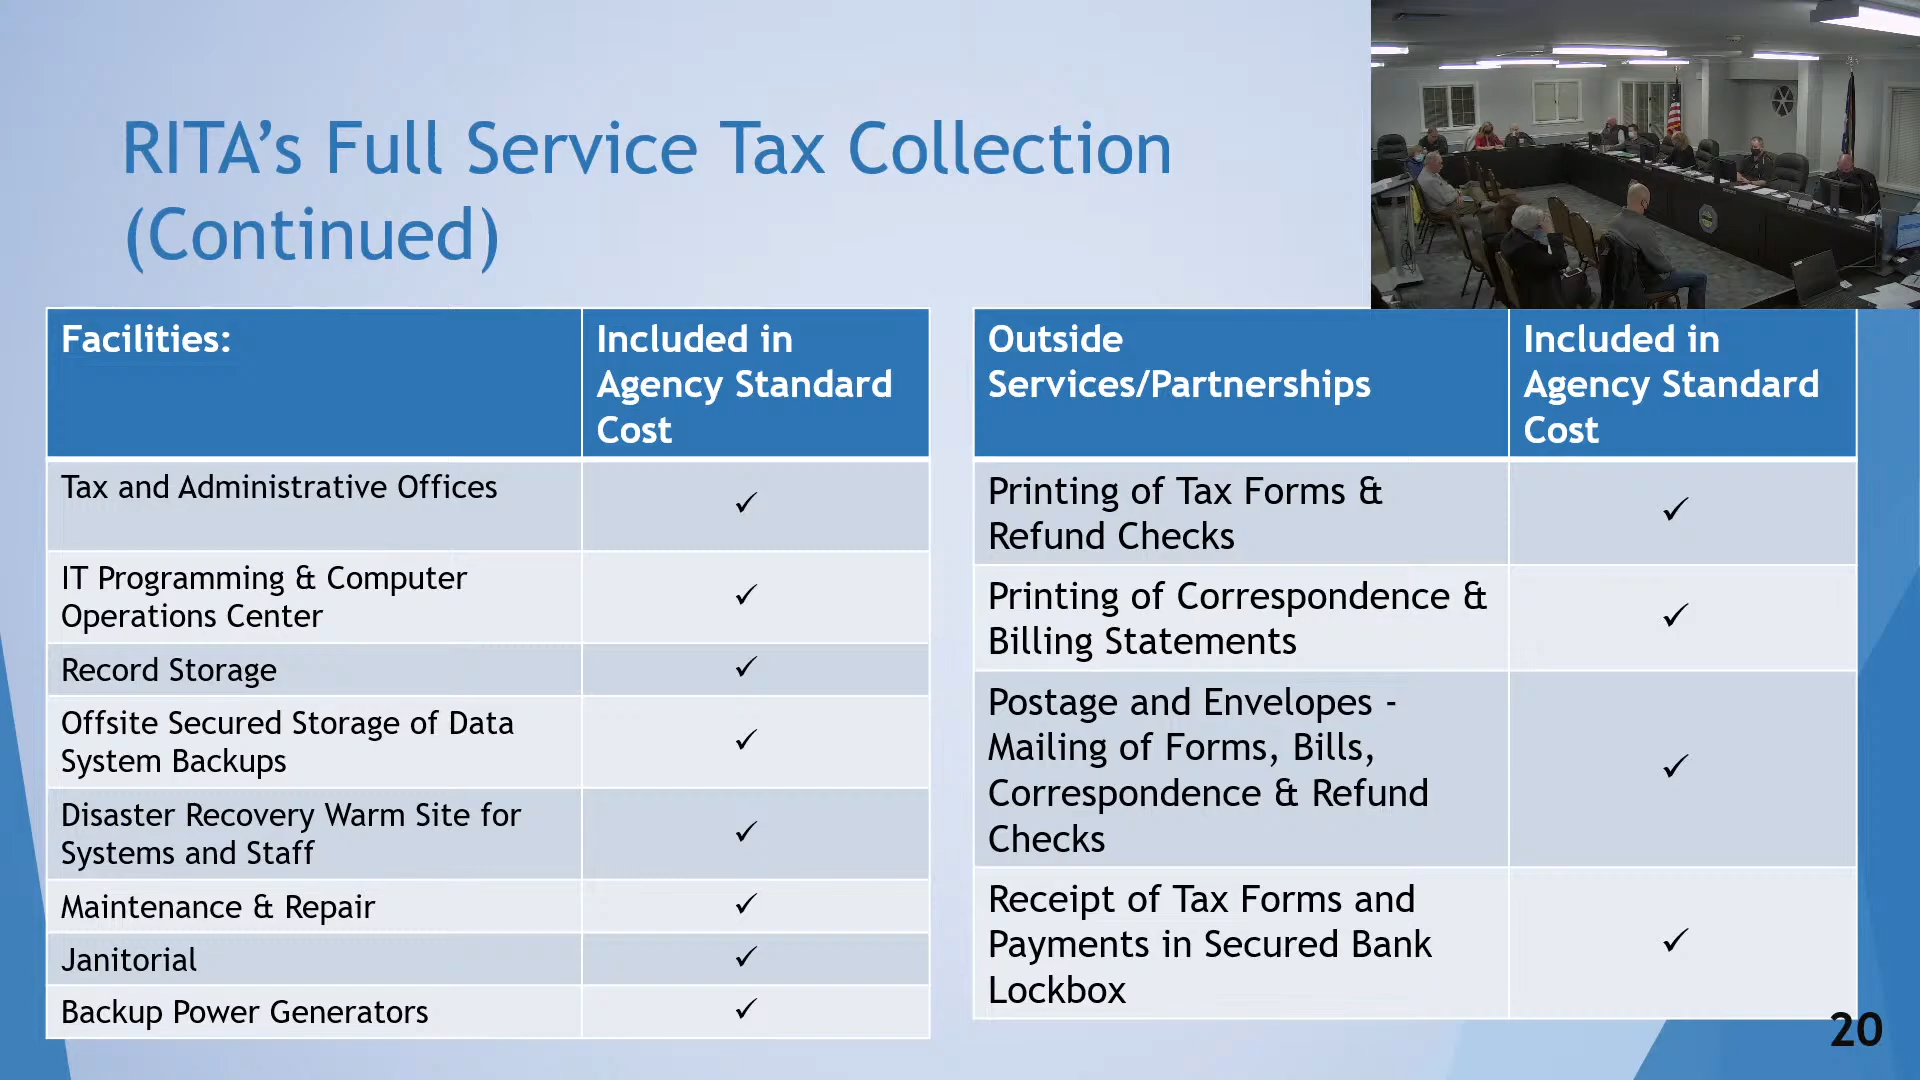 RITA’s Full Service Tax Collection
(Continued)
Facilities:
Included in
Agency Standard
Cost
Tax and Administrative Offices
✓
IT Programming & Computer
Operations Center
✓
Record Storage
✓
Offsite Secured Storage of Data
System Backups
✓
Disaster Recovery Warm Site for
Systems and Staff
✓
Maintenance & Repair
✓
Janitorial
✓
Backup Power Generators
✓
Outside
Services/Partnerships
Included in
Agency Standard
Cost
Printing of Tax Forms &
Refund Checks
✓
Printing of Correspondence &
Billing Statements
✓
Postage and Envelopes -
Mailing of Forms, Bills,
Correspondence & Refund
Checks
✓
Receipt of Tax Forms and
Payments in Secured Bank
Lockbox
✓
20